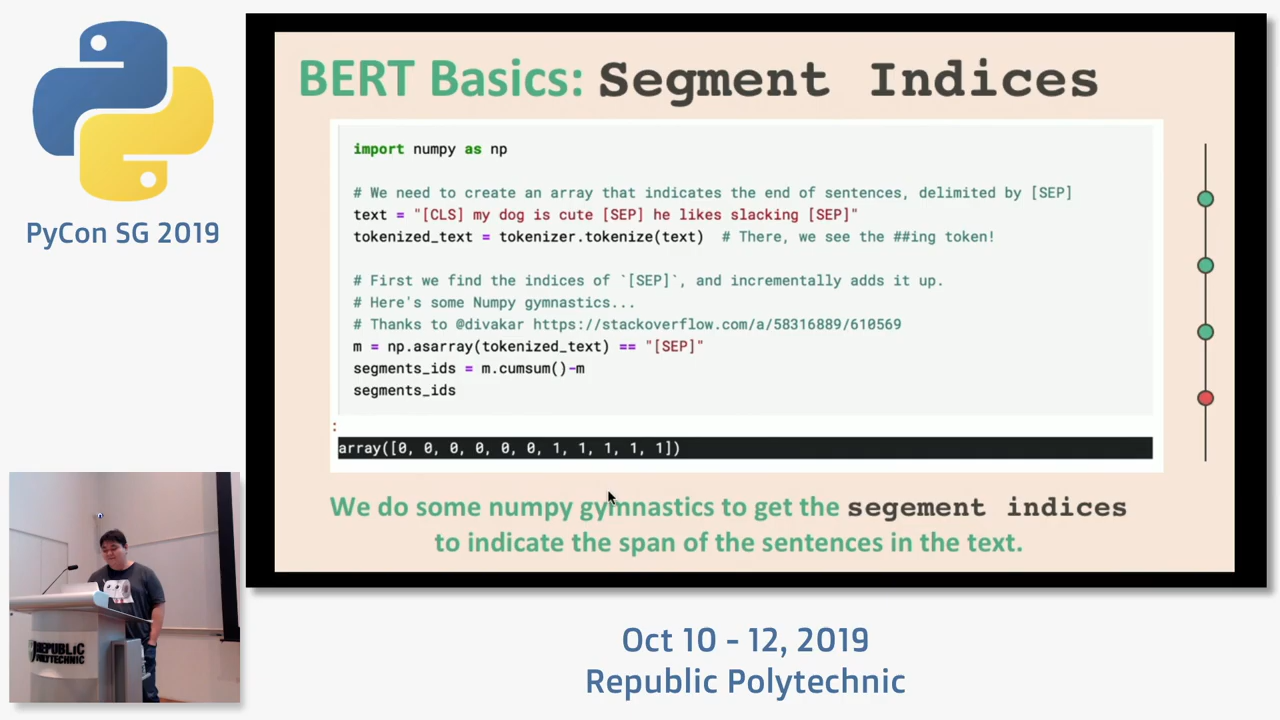 PyCon SG 2019
BERT Basics: Segment Indices
import numpy as np
# We need to create an array that indicates the end of sentences, delimited by [SEP]
text = "[CLS] my dog is cute [SEP] he likes slacking [SEP]"
tokenized_text = tokenizer.tokenize(text)  # There, we see the ##ing token!
# First we find the indices of `[SEP]`, and incrementally adds it up.
# Here's some Numpy gymnastics...
# Thanks to @divakar https://stackoverflow.com/a/58316889/610569
m = np.asarray(tokenized_text) == "[SEP]"
segments_ids = m.cumsum()-m
segments_ids
:
array([0, 0, 0, 0, 0, 0, 1, 1, 1, 1, 1])
We do some numpy gymnastics to get the segement indices
to indicate the span of the sentences in the text.
REPUBLIC
POLYTECHNIC
Oct 10 - 12, 2019
Republic Polytechnic